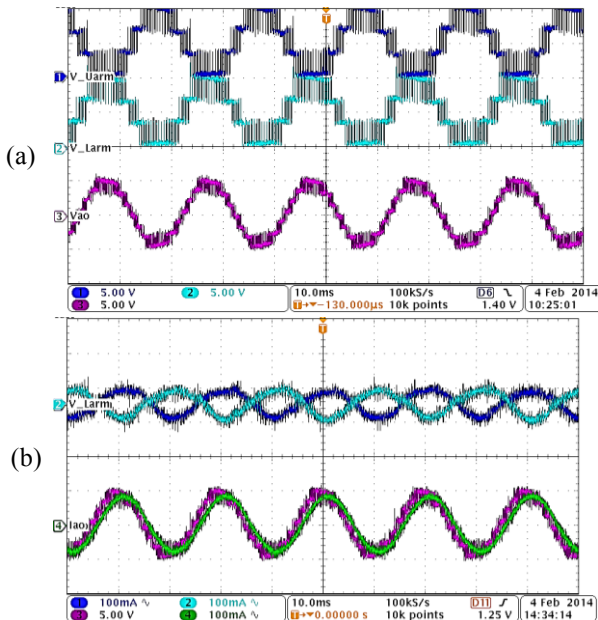 T
1 V_Uarm
2 V_Larm
(a)
3 Vao
1 5.00 V 2 5.00 V 10.0ms 100kS/s D6 4 Feb 2014
3 5.00 V T→▼−130.000µs 10k points 1.40 V 10:25:01
T
2 V_Larm
(b)
4 Iao
1 100mA ∿ 2 100mA ∿ 10.0ms 100kS/s D11 4 Feb 2014
3 5.00 V 4 100mA ∿ T→▼0.00000 s 10k points 1.25 V 14:34:14